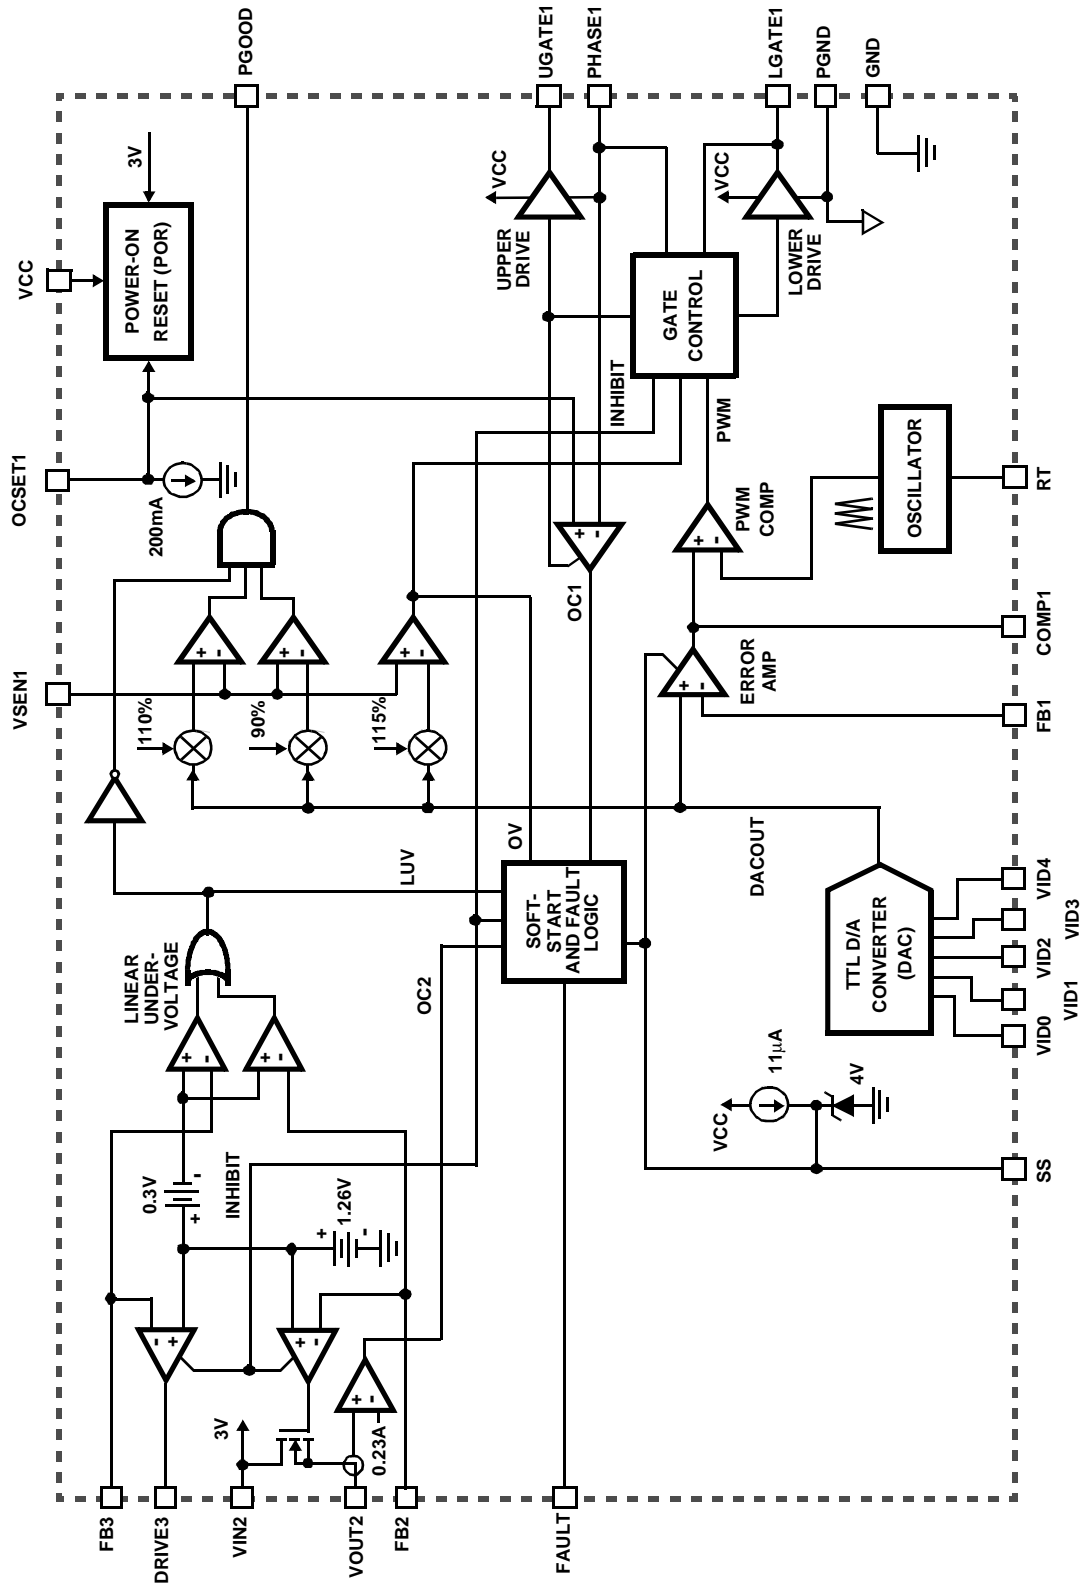 VSEN1
OCSET1
VCC
FB3
DRIVE3
VIN2
VOUT2
FB2
FAULT
3V
0.23A
0.3V
+
-
INHIBIT
1.26V
+
-
- +
+ -
+ -
+ -
+ -
LINEAR
UNDER-
VOLTAGE
LUV
OC2
OV
OC1
SOFT-
START
AND FAULT
LOGIC
110%
90%
115%
+ -
+ -
+ -
200mA
POWER-ON
RESET (POR)
3V
PGOOD
INHIBIT
+ -
UPPER
DRIVE
VCC
UGATE1
PHASE1
GATE
CONTROL
LOWER
DRIVE
VCC
LGATE1
PGND
GND
PWM
PWM
COMP
+ -
ERROR
AMP
+ -
OSCILLATOR
DACOUT
TTL D/A
CONVERTER
(DAC)
VCC
11μA
4V
SS
VID0
VID1
VID2
VID3
VID4
FB1
COMP1
RT